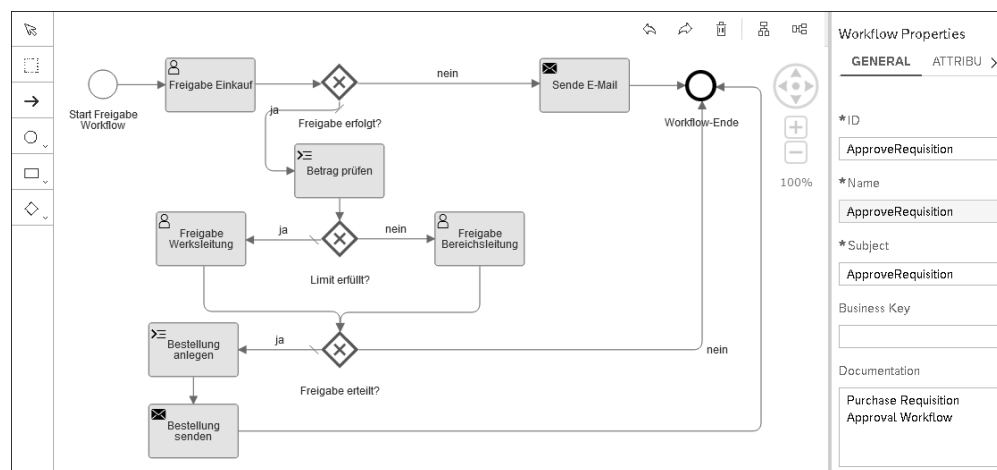 Workflow Properties
GENERAL ATTRIBU
nein
Freigabe Einkauf
Sende E-Mail
Start Freigabe
Workflow
ja
Freigabe erfolgt?
Workflow-Ende
*ID
ApproveRequisition
Betrag prüfen
100%
*Name
ApproveRequisition
Freigabe
Werksleitung
ja
nein
Freigabe
Bereichsleitung
*Subject
ApproveRequisition
Limit erfüllt?
Business Key
Bestellung
anlegen
ja
nein
Freigabe erteilt?
Documentation
Purchase Requisition
Approval Workflow
Bestellung
senden